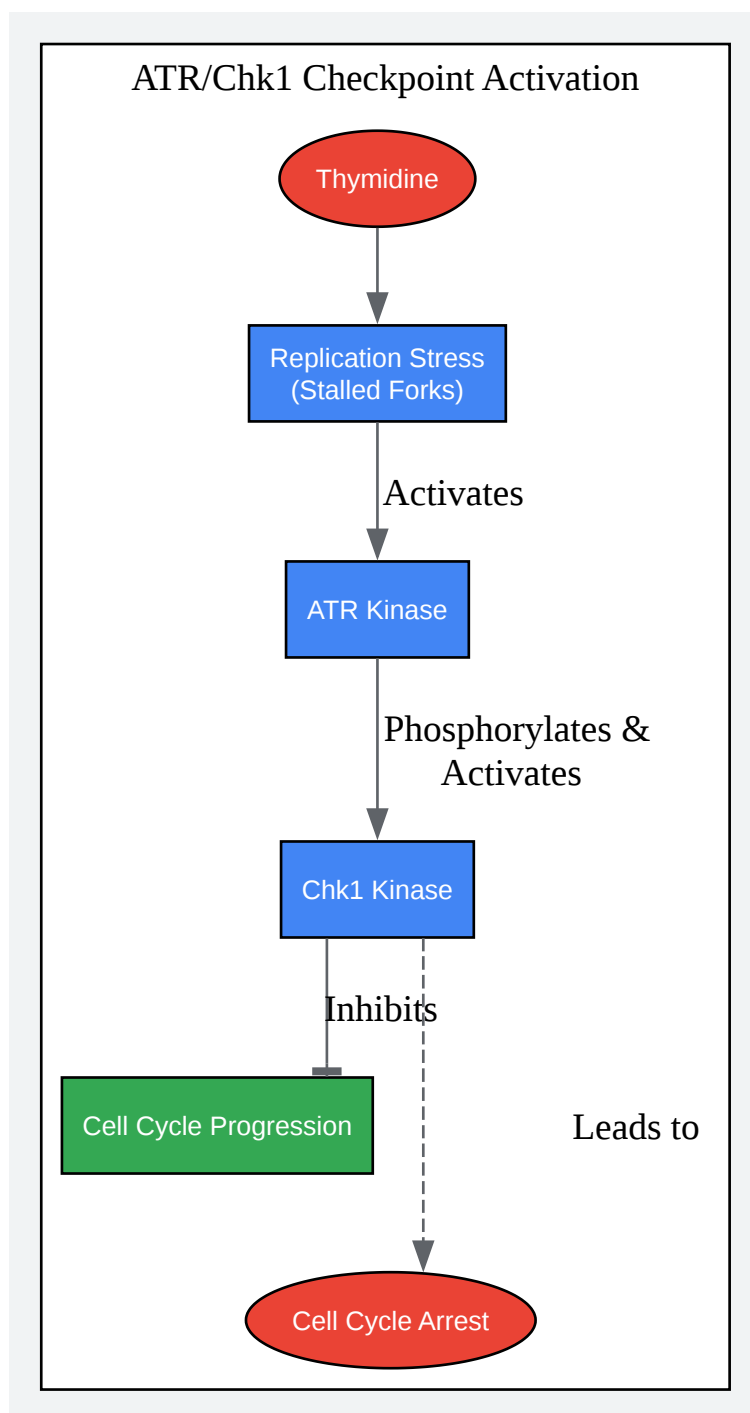 ATR/Chk1 Checkpoint Activation
Thymidine
Replication Stress
(Stalled Forks)
Activates
ATR Kinase
Phosphorylates &
Activates
Chk1 Kinase
Inhibits
Cell Cycle Progression
Leads to
Cell Cycle Arrest